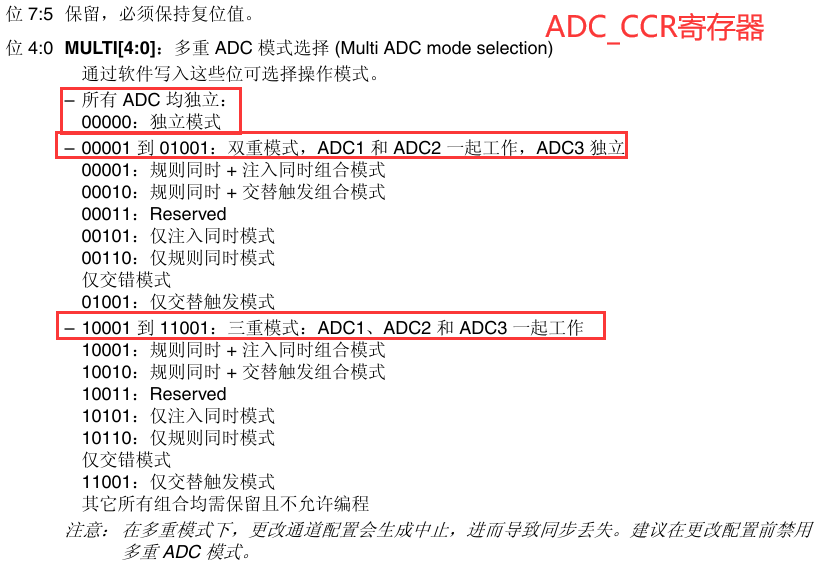 位 7:5 保留，必须保持复位值。
ADC_CCR寄存器
位 4:0 MULTI[4:0]：多重 ADC 模式选择 (Multi ADC mode selection)
通过软件写入这些位可选择操作模式。
– 所有 ADC 均独立：
00000：独立模式
– 00001 到 01001：双重模式，ADC1 和 ADC2 一起工作，ADC3 独立
00001：规则同时 + 注入同时组合模式
00010：规则同时 + 交替触发组合模式
00011：Reserved
00101：仅注入同时模式
00110：仅规则同时模式
仅交错模式
01001：仅交替触发模式
– 10001 到 11001：三重模式：ADC1、ADC2 和 ADC3 一起工作
10001：规则同时 + 注入同时组合模式
10010：规则同时 + 交替触发组合模式
10011：Reserved
10101：仅注入同时模式
10110：仅规则同时模式
仅交错模式
11001：仅交替触发模式
其它所有组合均需保留且不允许编程
注意： 在多重模式下，更改通道配置会生成中止，进而导致同步丢失。建议在更改配置前禁用
多重 ADC 模式。